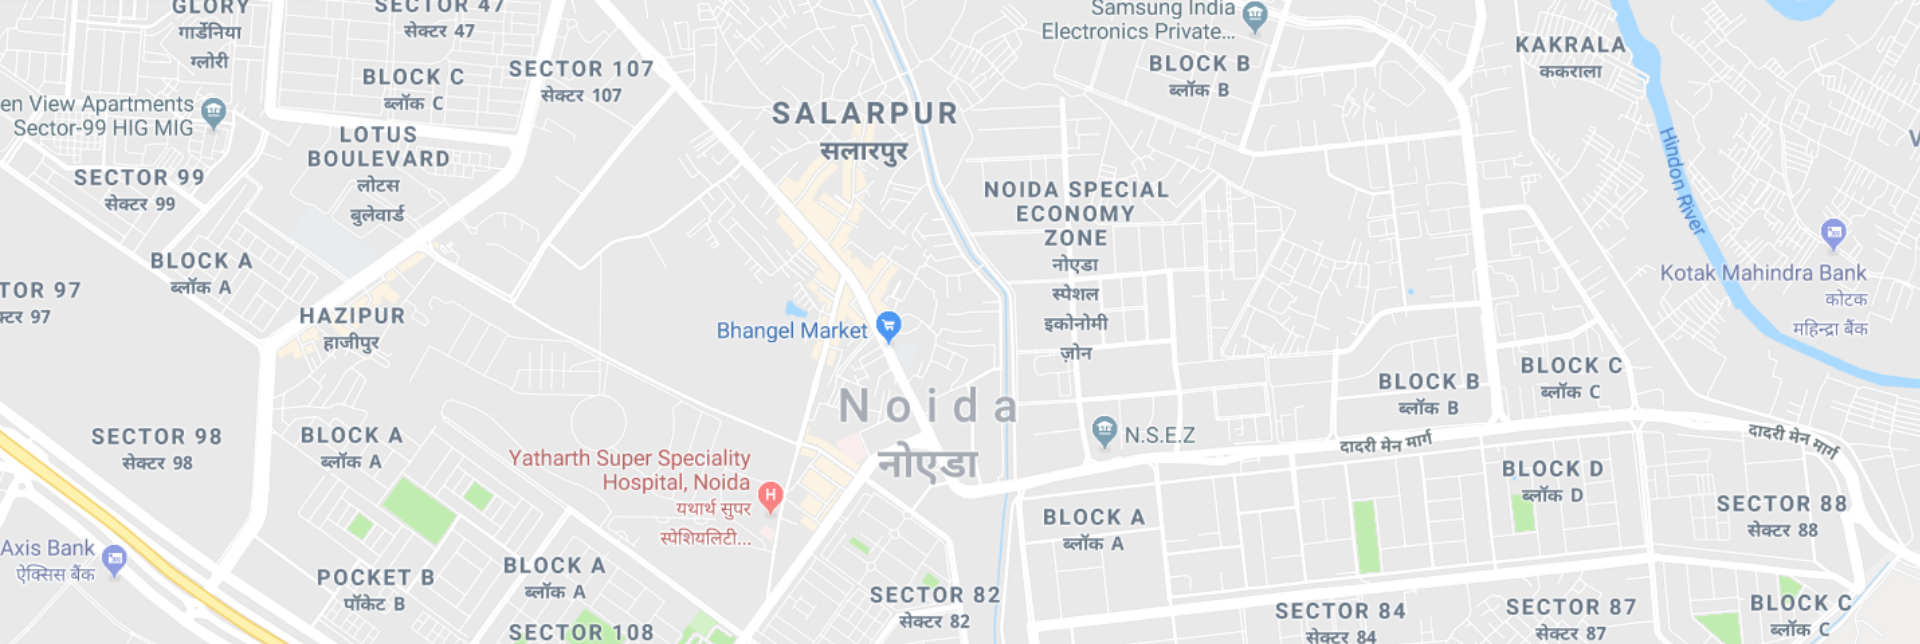 GLORY
गार्डेनिया
ग्लोरी
SECTOR 47
सेक्टर 47
BLOCK C
ब्लॉक C
SECTOR 107
सेक्टर 107
en View Apartments
Sector-99 HIG MIG
LOTUS
BOULEVARD
लोटस
बुलेवार्ड
SECTOR 99
सेक्टर 99
BLOCK A
ब्लॉक A
TOR 97
क्टर 97
HAZIPUR
हाजीपुर
SALARPUR
सलारपुर
Samsung India
Electronics Private...
BLOCK B
ब्लॉक B
KAKRALA
ककराला
Hindon River
NOIDA SPECIAL
ECONOMY
ZONE
नोएडा
स्पेशल
इकोनोमी
ज़ोन
Kotak Mahindra Bank
कोटक
महिन्द्रा बैंक
Bhangel Market
Noida
नोएडा
BLOCK B
ब्लॉक B
BLOCK C
ब्लॉक C
SECTOR 98
सेक्टर 98
BLOCK A
ब्लॉक A
Yatharth Super Speciality
Hospital, Noida
यथार्थ सुपर
स्पेशियलिटी...
N.S.E.Z
दादरी मेन मार्ग
दादरी मेन मार्ग
BLOCK D
ब्लॉक D
SECTOR 88
सेक्टर 88
BLOCK A
ब्लॉक A
Axis Bank
ऐक्सिस बैंक
POCKET B
पॉकेट B
BLOCK A
ब्लॉक A
SECTOR 108
SECTOR 82
सेक्टर 82
SECTOR 84
सेक्टर 84
SECTOR 87
सेक्टर 87
BLOCK C
ब्लॉक C